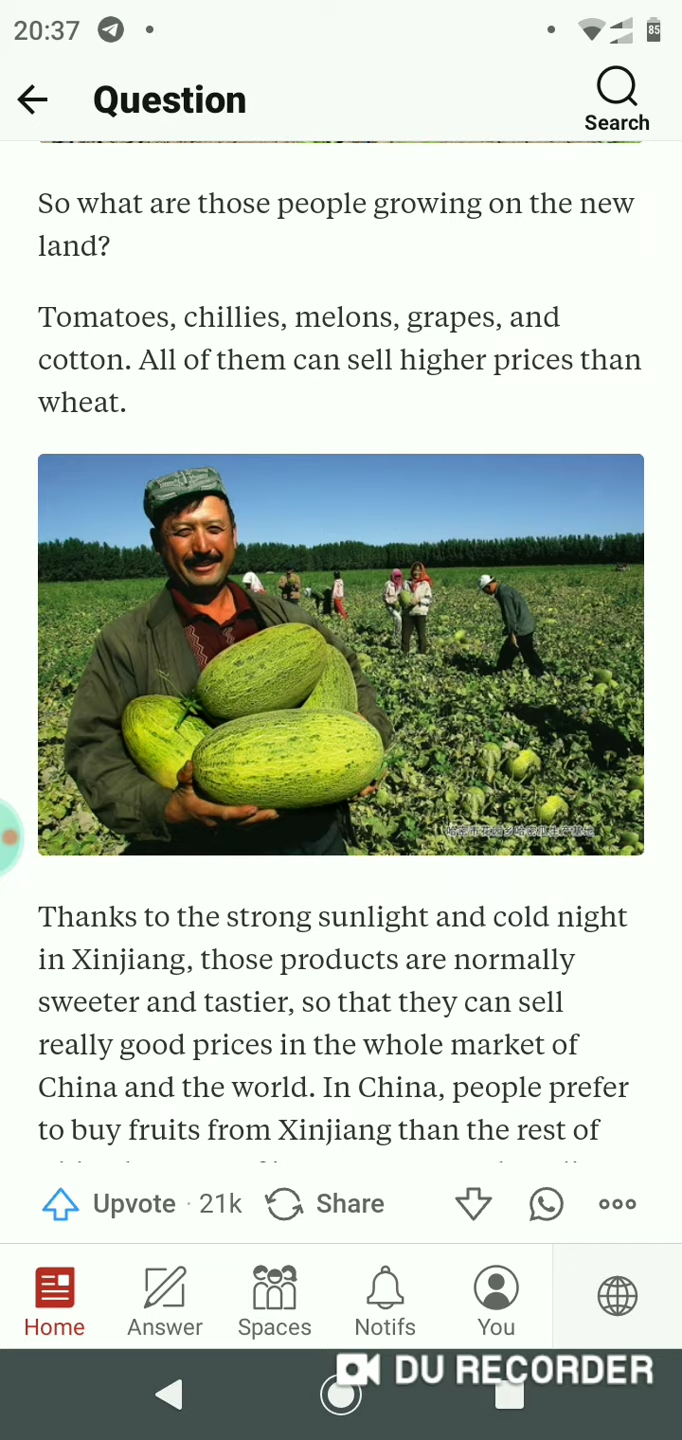 20:37
85
Question
Search
So what are those people growing on the new
land?
Tomatoes, chillies, melons, grapes, and
cotton. All of them can sell higher prices than
wheat.
Thanks to the strong sunlight and cold night
in Xinjiang, those products are normally
sweeter and tastier, so that they can sell
really good prices in the whole market of
China and the world. In China, people prefer
to buy fruits from Xinjiang than the rest of
Upvote · 21k
Share
Home
Answer
Spaces
Notifs
You
DU RECORDER